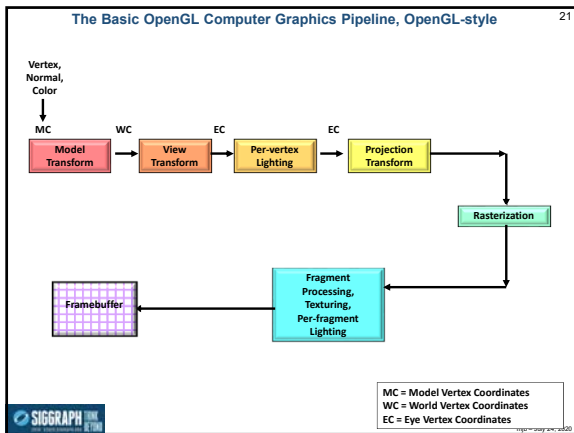 The Basic OpenGL Computer Graphics Pipeline, OpenGL-style
21
Vertex,
Normal,
Color
MC
WC
EC
EC
Model
Transform
View
Transform
Per-vertex
Lighting
Projection
Transform
Rasterization
Fragment
Processing,
Texturing,
Per-fragment
Lighting
Framebuffer
MC = Model Vertex Coordinates
WC = World Vertex Coordinates
EC = Eye Vertex Coordinates
SIGGRAPH
THINK
BEYOND